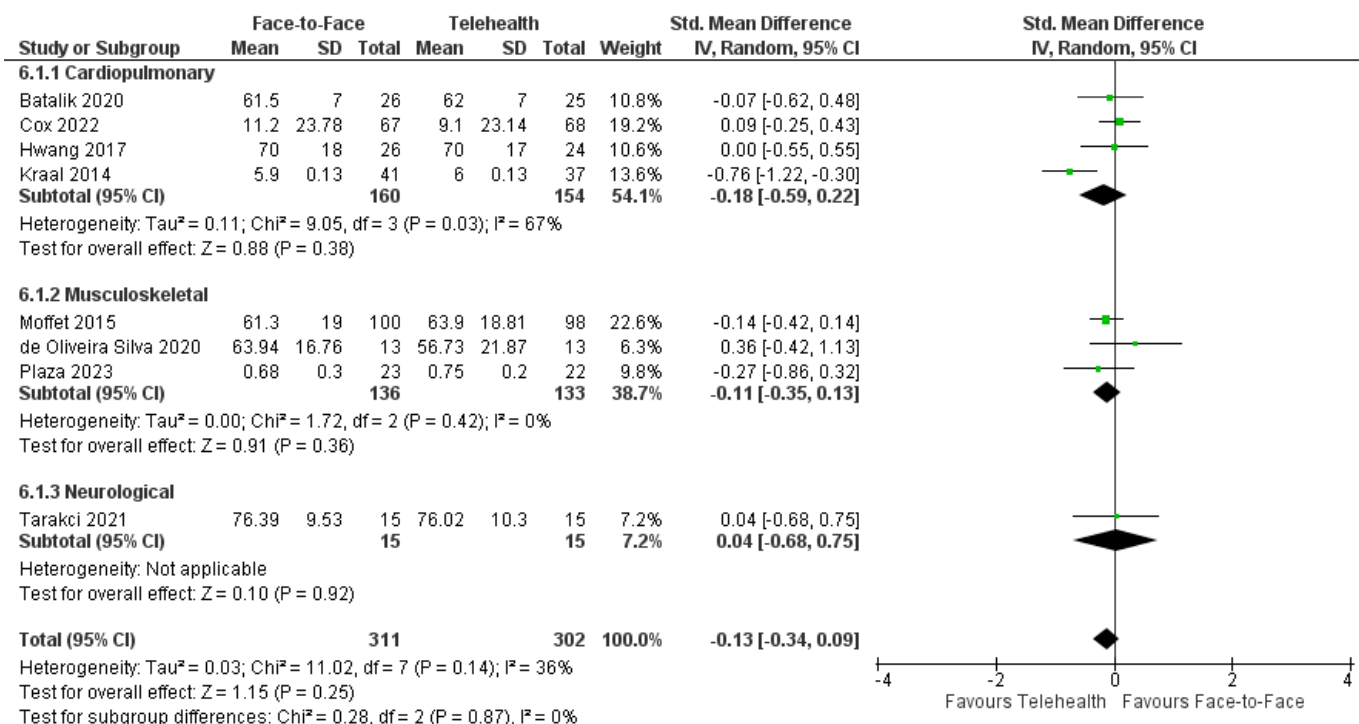 Face-to-Face Telehealth Std. Mean Difference Std. Mean Difference
Study or Subgroup Mean SD Total Mean SD Total Weight IV, Random, 95% CI IV, Random, 95% CI
6.1.1 Cardiopulmonary
Batalik 2020 61.5 7 26 62 7 25 10.8% -0.07 [-0.62, 0.48]
Cox 2022 11.2 23.78 67 9.1 23.14 68 19.2% 0.09 [-0.25, 0.43]
Hwang 2017 70 18 26 70 17 24 10.6% 0.00 [-0.55, 0.55]
Kraal 2014 5.9 0.13 41 6 0.13 37 13.6% -0.76 [-1.22, -0.30]
Subtotal (95% CI) 160 154 54.1% -0.18 [-0.59, 0.22]
Heterogeneity: Tau² = 0.11; Chi² = 9.05, df = 3 (P = 0.03); I² = 67%
Test for overall effect: Z = 0.88 (P = 0.38)
6.1.2 Musculoskeletal
Moffet 2015 61.3 19 100 63.9 18.81 98 22.6% -0.14 [-0.42, 0.14]
de Oliveira Silva 2020 63.94 16.76 13 56.73 21.87 13 6.3% 0.36 [-0.42, 1.13]
Plaza 2023 0.68 0.3 23 0.75 0.2 22 9.8% -0.27 [-0.86, 0.32]
Subtotal (95% CI) 136 133 38.7% -0.11 [-0.35, 0.13]
Heterogeneity: Tau² = 0.00; Chi² = 1.72, df = 2 (P = 0.42); I² = 0%
Test for overall effect: Z = 0.91 (P = 0.36)
6.1.3 Neurological
Tarakci 2021 76.39 9.53 15 76.02 10.3 15 7.2% 0.04 [-0.68, 0.75]
Subtotal (95% CI) 15 15 7.2% 0.04 [-0.68, 0.75]
Heterogeneity: Not applicable
Test for overall effect: Z = 0.10 (P = 0.92)
Total (95% CI) 311 302 100.0% -0.13 [-0.34, 0.09]
Heterogeneity: Tau² = 0.03; Chi² = 11.02, df = 7 (P = 0.14); I² = 36%
Test for overall effect: Z = 1.15 (P = 0.25)
Test for subgroup differences: Chi² = 0.28, df = 2 (P = 0.87), I² = 0%
-4 -2 0 2 4
Favours Telehealth Favours Face-to-Face